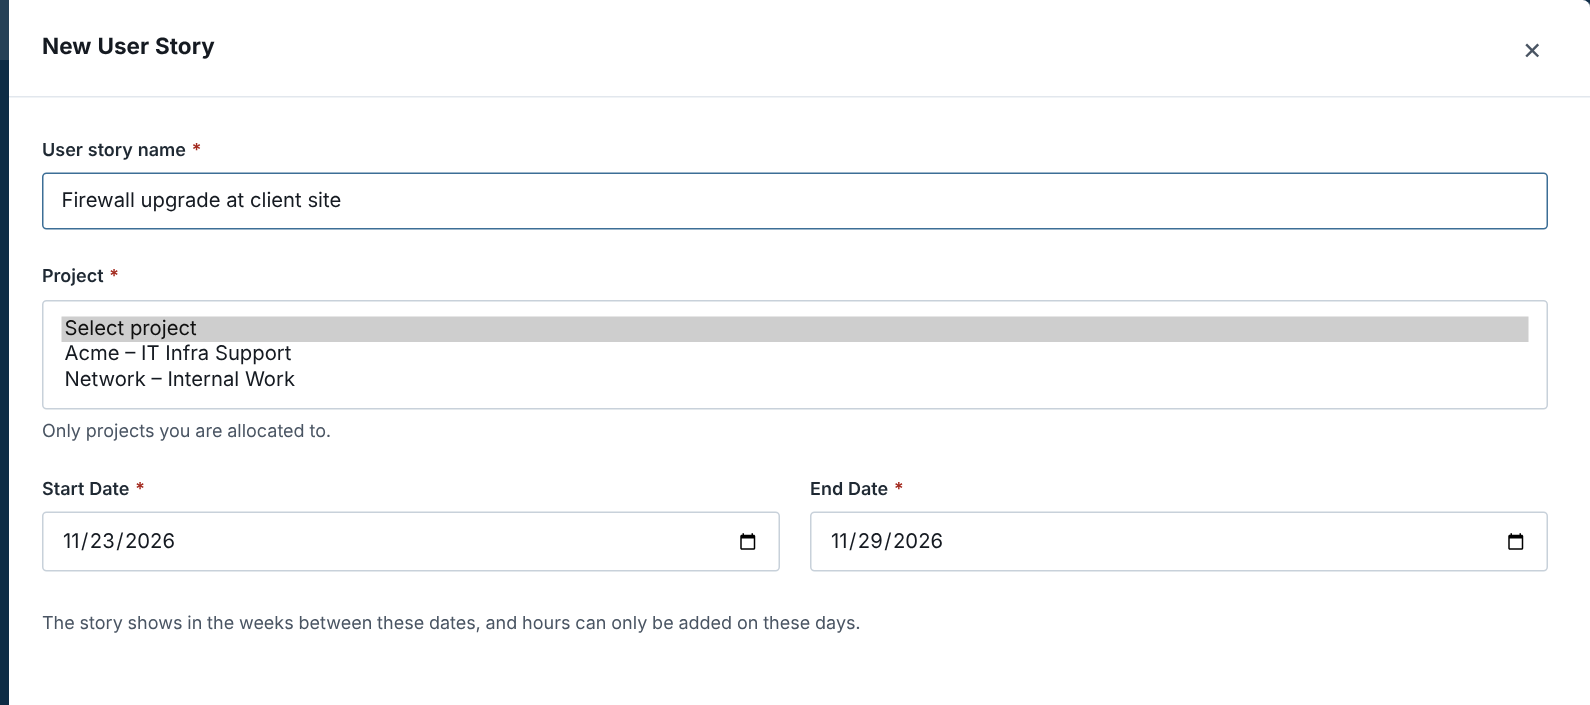 New User Story
User story name *
Firewall upgrade at client site
Project *
Select project
Acme – IT Infra Support
Network – Internal Work
Only projects you are allocated to.
Start Date * End Date *
11/23/2026 11/29/2026
The story shows in the weeks between these dates, and hours can only be added on these days.